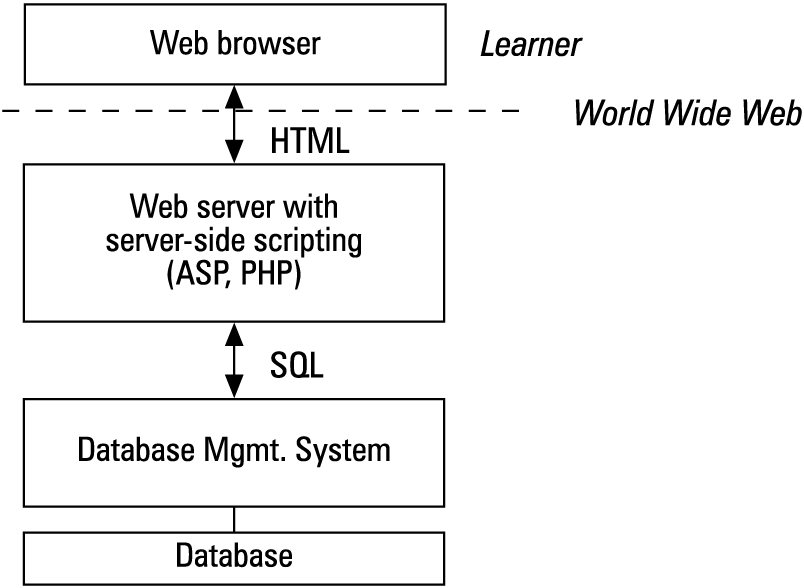 Web browser
Learner
World Wide Web
HTML
Web server with
server-side scripting
(ASP, PHP)
SQL
Database Mgmt. System
Database